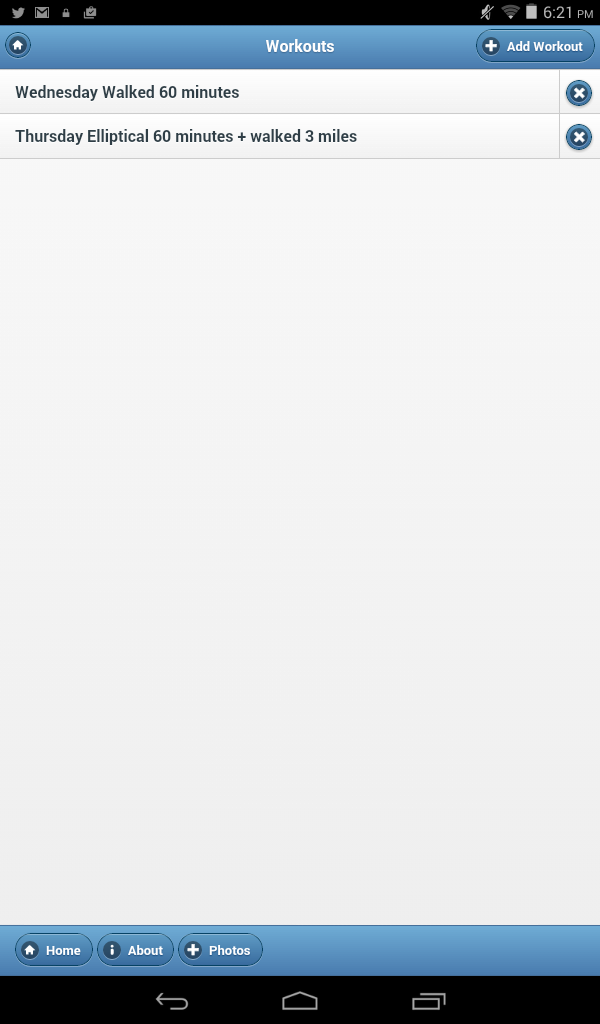 6:21 PM
Workouts
Add Workout
Wednesday Walked 60 minutes
Thursday Elliptical 60 minutes + walked 3 miles
Home
About
Photos